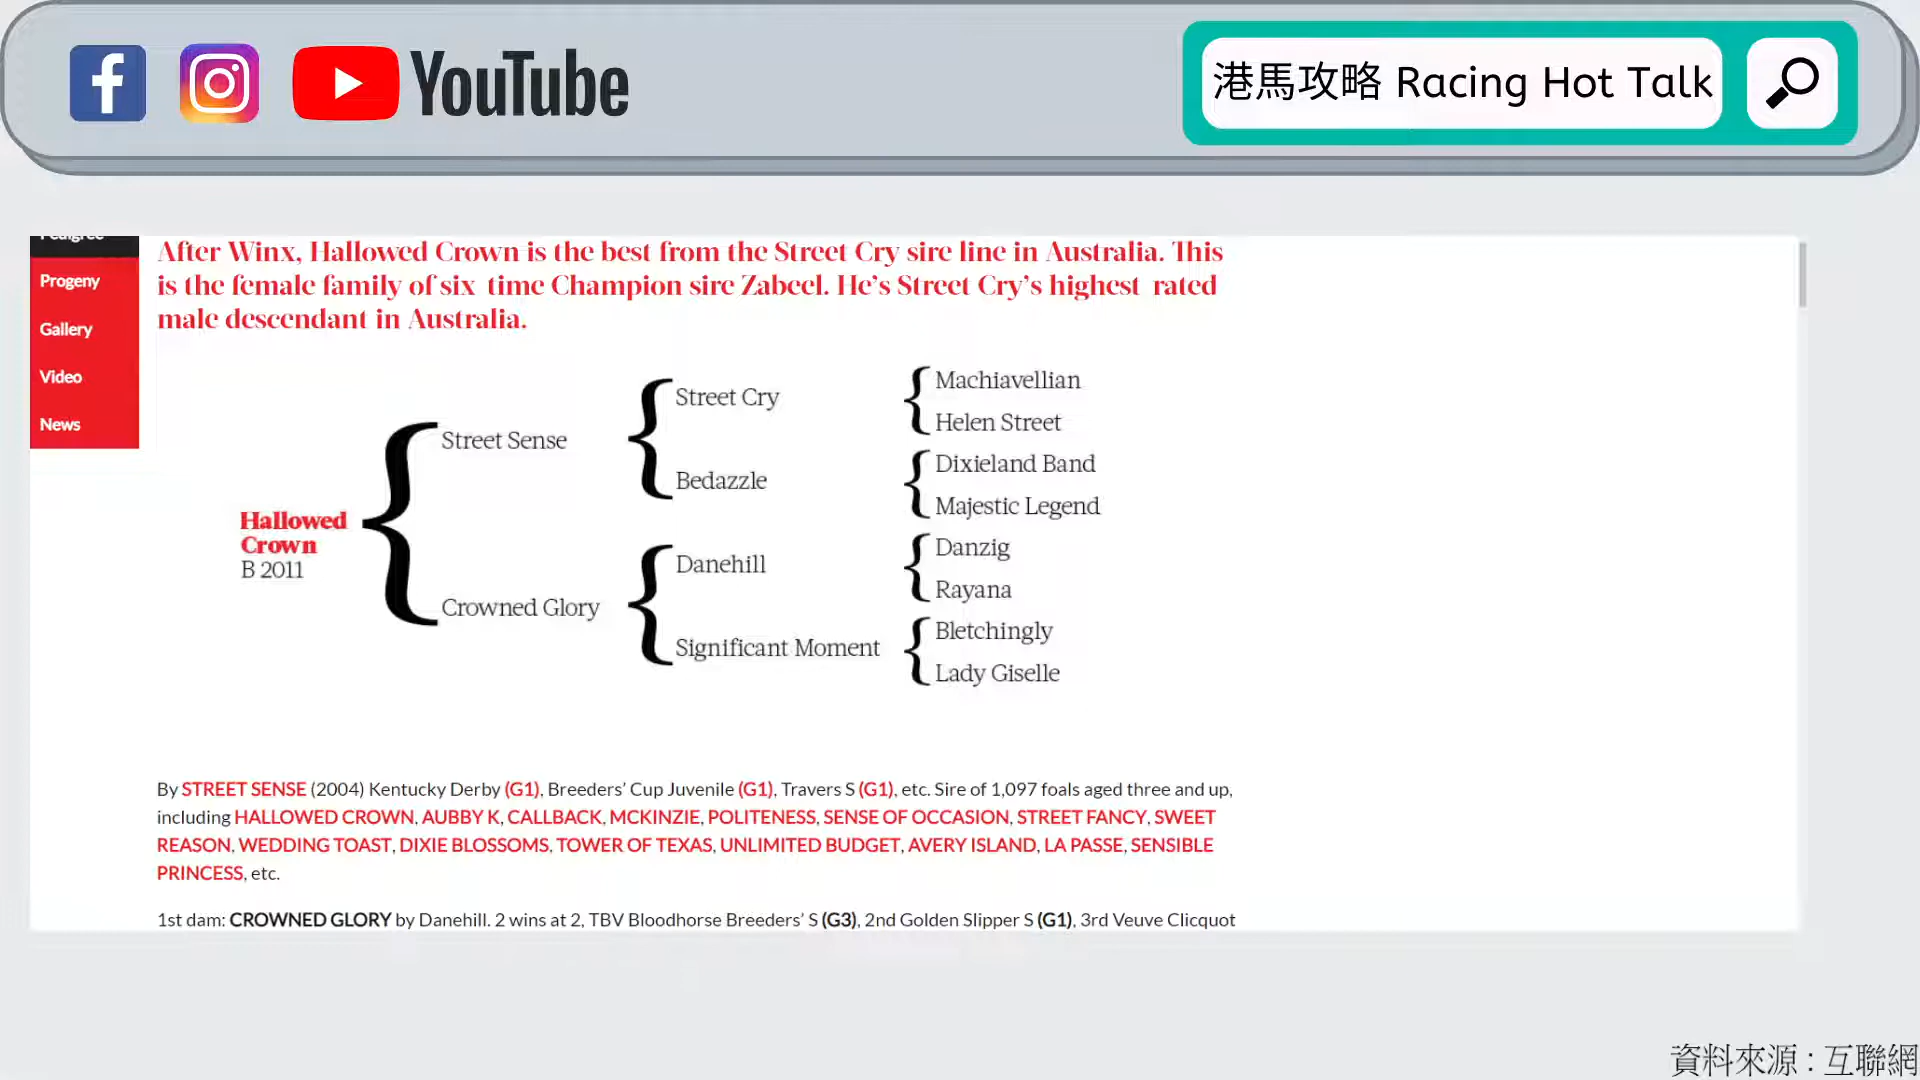 YouTube
港馬攻略 Racing Hot Talk
Pedigree
Progeny
Gallery
Video
News
After Winx, Hallowed Crown is the best from the Street Cry sire line in Australia. This
is the female family of six time Champion sire Zabeel. He's Street Cry's highest rated
male descendant in Australia.
Hallowed
Crown
B 2011
Street Sense
Crowned Glory
Street Cry
Bedazzle
Danehill
Significant Moment
Machiavellian
Helen Street
Dixieland Band
Majestic Legend
Danzig
Rayana
Bletchingly
Lady Giselle
By STREET SENSE (2004) Kentucky Derby (G1), Breeders' Cup Juvenile (G1), Travers S (G1), etc. Sire of 1,097 foals aged three and up,
including HALLOWED CROWN, AUBBY K, CALLBACK, MCKINZIE, POLITENESS, SENSE OF OCCASION, STREET FANCY, SWEET
REASON, WEDDING TOAST, DIXIE BLOSSOMS, TOWER OF TEXAS, UNLIMITED BUDGET, AVERY ISLAND, LA PASSE, SENSIBLE
PRINCESS, etc.
1st dam: CROWNED GLORY by Danehill. 2 wins at 2, TBV Bloodhorse Breeders' S (G3), 2nd Golden Slipper S (G1), 3rd Veuve Clicquot
資料來源 : 互聯網